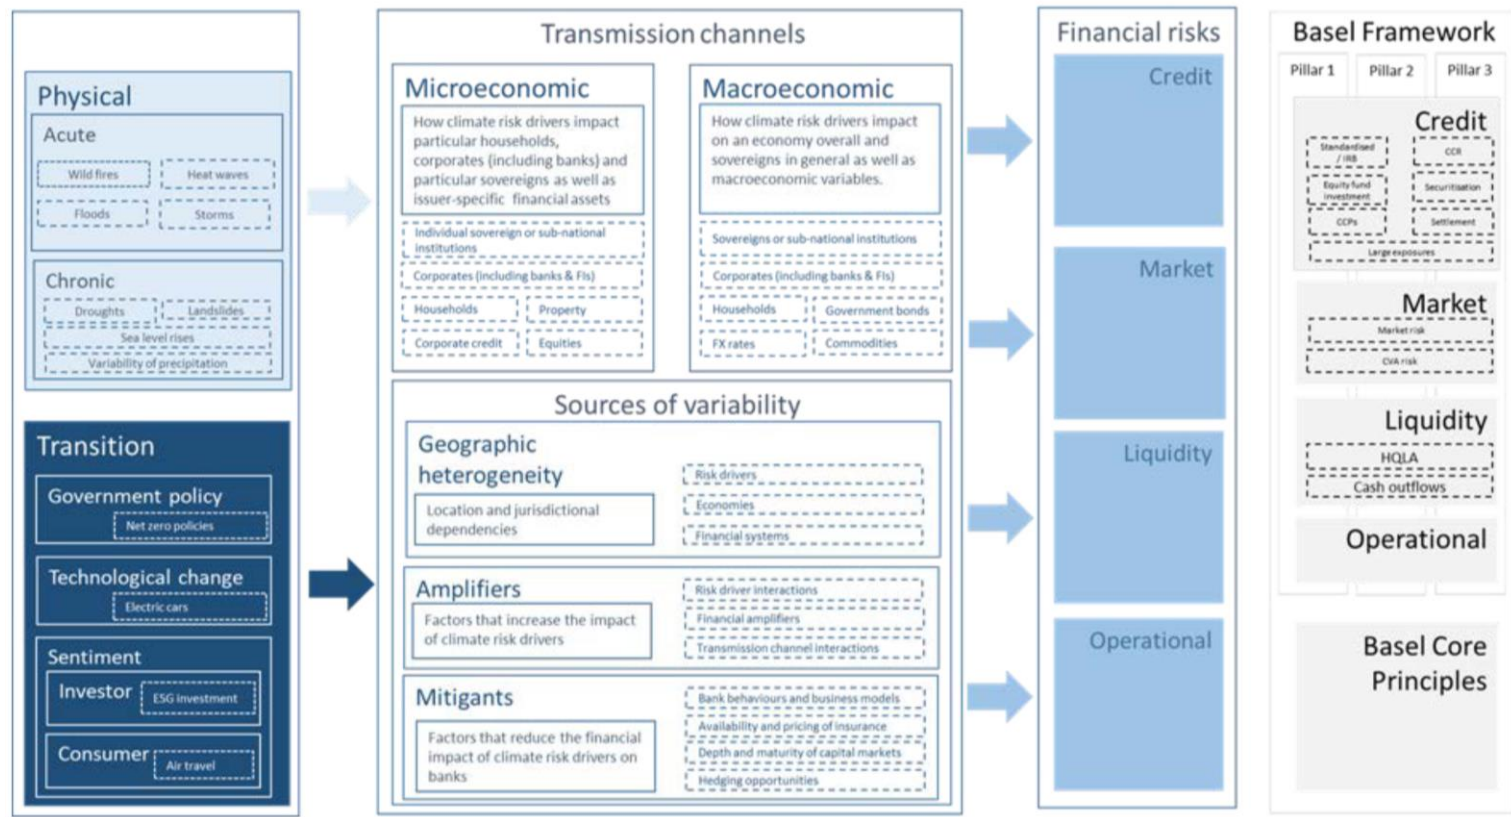 Physical
Acute
Wild fires
Heat waves
Floods
Storms
Chronic
Droughts
Landslides
Sea level rises
Variability of precipitation
Transition
Government policy
Net zero policies
Technological change
Electric cars
Sentiment
Investor
ESG investment
Consumer
Air travel
Transmission channels
Microeconomic
How climate risk drivers impact
particular households,
corporates (including banks) and
particular sovereigns as well as
issuer-specific financial assets
Individual sovereign or sub-national
institutions
Corporates (including banks & FIs)
Households
Property
Corporate credit
Equities
Macroeconomic
How climate risk drivers impact
on an economy overall and
sovereigns in general as well as
macroeconomic variables.
Sovereigns or sub-national institutions
Corporates (including banks & FIs)
Households
Government bonds
FX rates
Commodities
Sources of variability
Geographic
heterogeneity
Location and jurisdictional
dependencies
Risk drivers
Economies
Financial systems
Amplifiers
Factors that increase the impact
of climate risk drivers
Risk driver interactions
Financial amplifiers
Transmission channel interactions
Mitigants
Factors that reduce the financial
impact of climate risk drivers on
banks
Bank behaviours and business models
Availability and pricing of insurance
Depth and maturity of capital markets
Hedging opportunities
Financial risks
Credit
Market
Liquidity
Operational
Basel Framework
Pillar 1
Pillar 2
Pillar 3
Credit
Standardised
/ IRB
CCR
Equity fund
investment
Securitisation
CCPs
Settlement
Large exposures
Market
Market risk
CVA risk
Liquidity
HQLA
Cash outflows
Operational
Basel Core
Principles